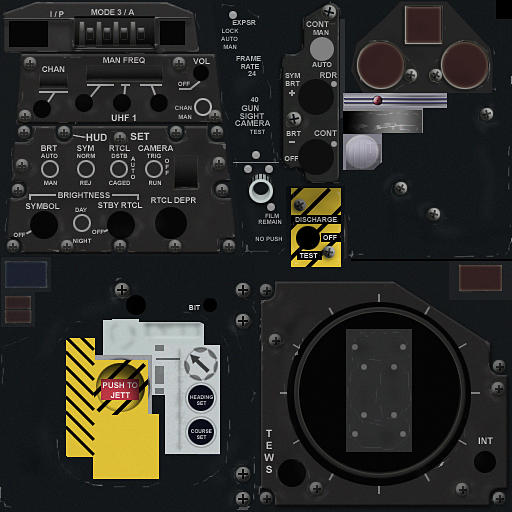 I / P
MODE 3 / A
CHAN
MAN FREQ
VOL
OFF
CHAN
MAN
UHF 1
HUD SET
BRT
AUTO
MAN
SYM
NORM
REJ
RTCL
DSTB
CAGED
AUTO
CAMERA
TRIG
RUN
OFF
BRIGHTNESS
SYMBOL
STBY RTCL
RTCL DEPR
DAY
NIGHT
OFF
OFF
EXPSR
LOCK
AUTO
MAN
FRAME
RATE
24
40
GUN
SIGHT
CAMERA
TEST
FILM
REMAIN
NO PUSH
CONT
MAN
AUTO
SYM
BRT
+
RDR
BRT
-
CONT
OFF
DISCHARGE
OFF
TEST
BIT
PUSH TO
JETT
HEADING
SET
COURSE
SET
TEWS
INT